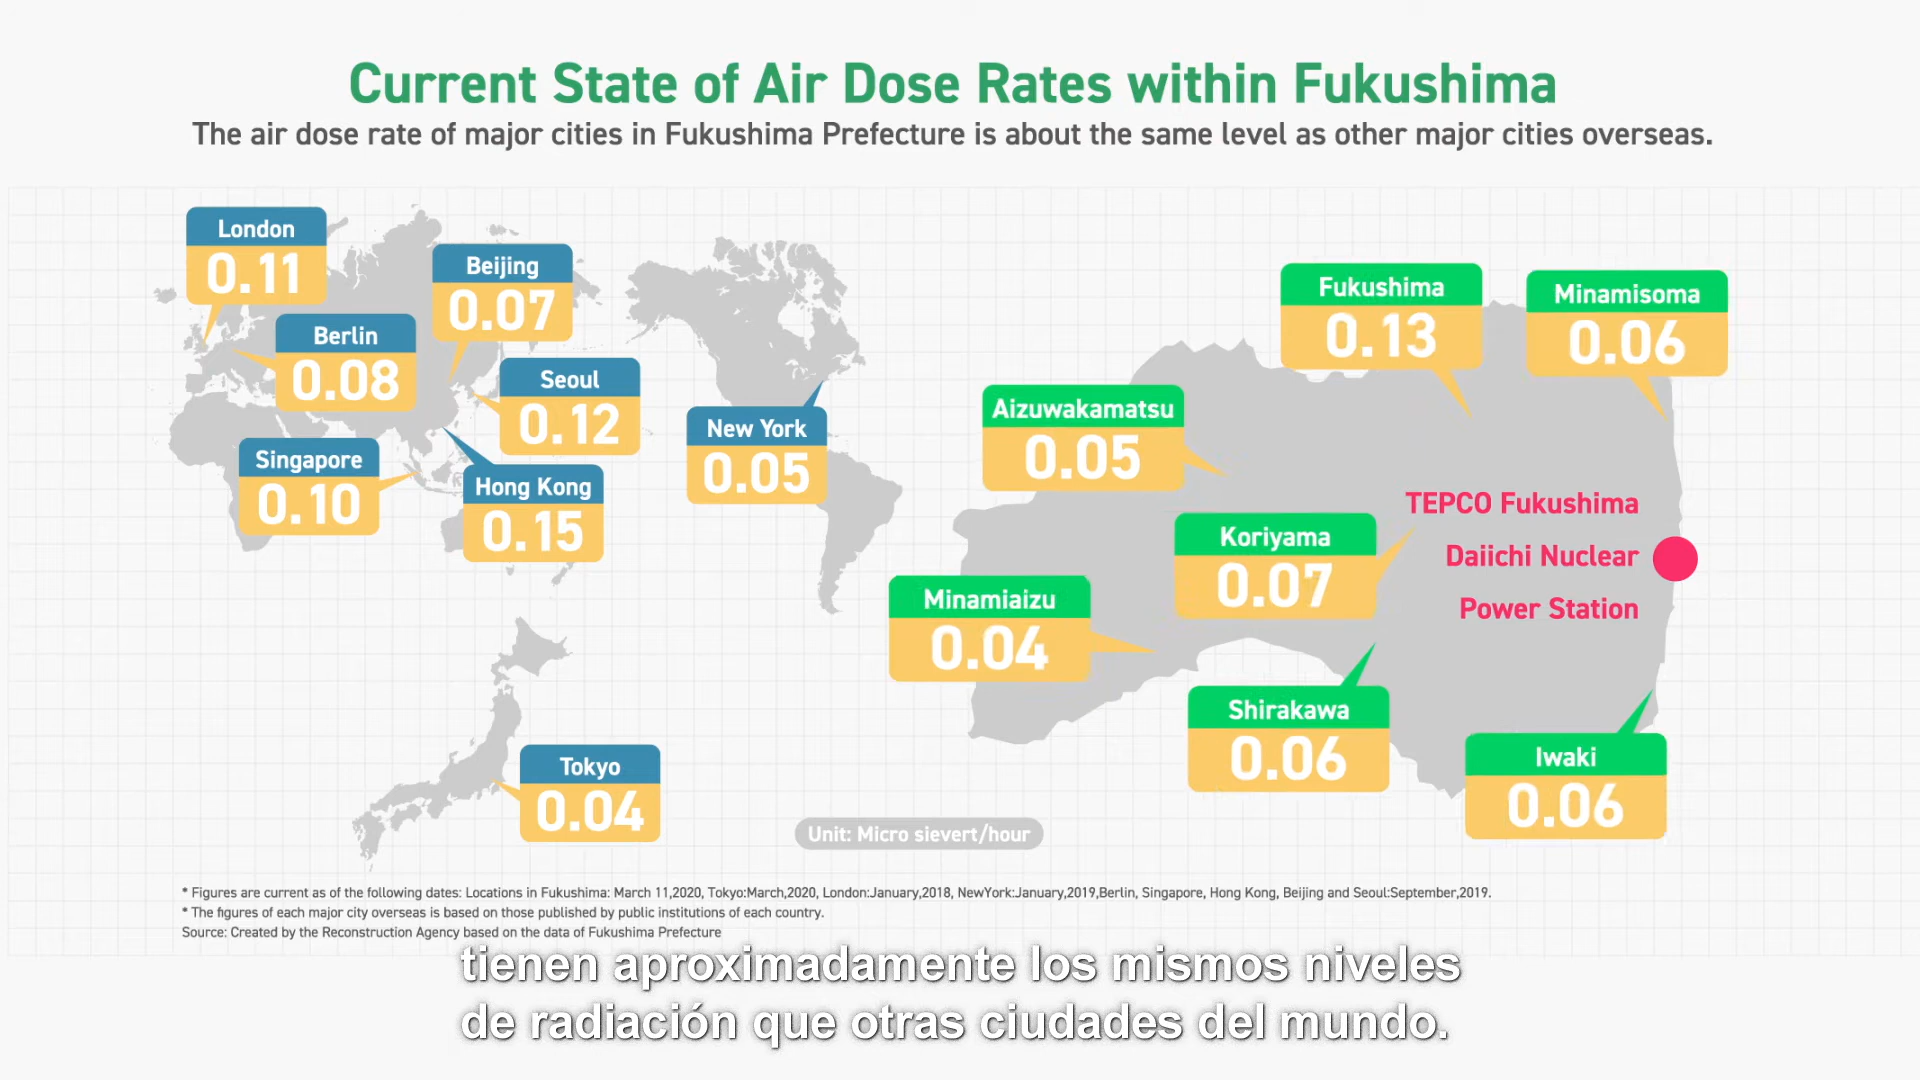 Current State of Air Dose Rates within Fukushima
The air dose rate of major cities in Fukushima Prefecture is about the same level as other major cities overseas.
London
0.11
Beijing
0.07
Berlin
0.08
Seoul
0.12
Singapore
0.10
Hong Kong
0.15
New York
0.05
Tokyo
0.04
Fukushima
0.13
Minamisoma
0.06
Aizuwakamatsu
0.05
Koriyama
0.07
TEPCO Fukushima
Daiichi Nuclear
Power Station
Minamiaizu
0.04
Shirakawa
0.06
Iwaki
0.06
Unit: Micro sievert/hour
* Figures are current as of the following dates: Locations in Fukushima: March 11,2020, Tokyo:March,2020, London:January,2018, NewYork:January,2019,Berlin, Singapore, Hong Kong, Beijing and Seoul:September,2019.
* The figures of each major city overseas is based on those published by public institutions of each country.
Source: Created by the Reconstruction Agency based on the data of Fukushima Prefecture
tienen aproximadamente los mismos niveles
de radiación que otras ciudades del mundo.